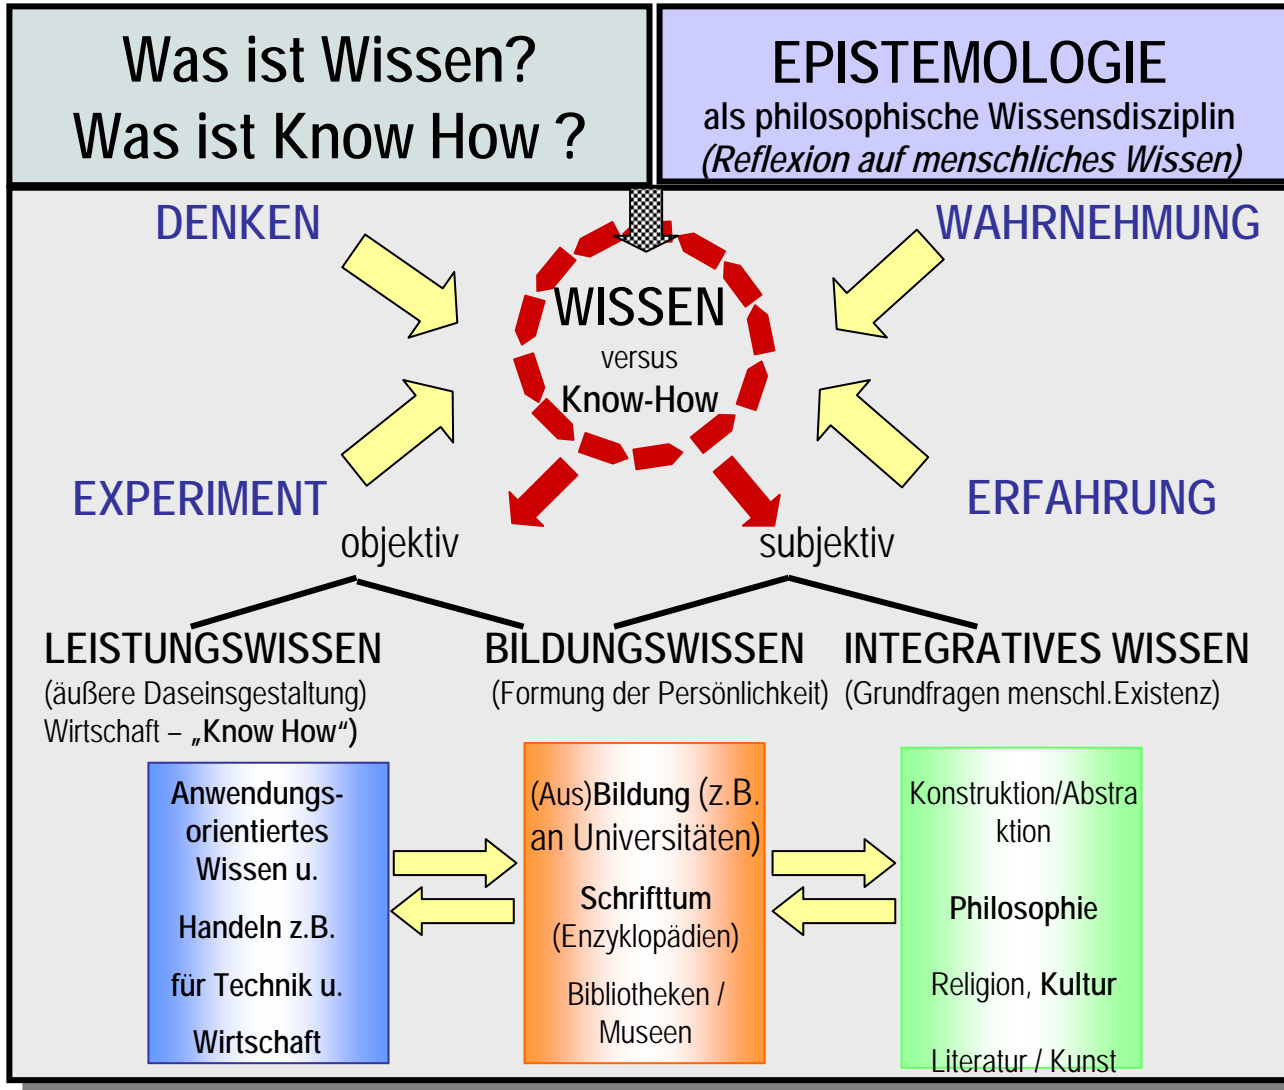 Was ist Wissen?
Was ist Know How ?
EPISTEMOLOGIE
als philosophische Wissensdisziplin
(Reflexion auf menschliches Wissen)
DENKEN
WAHRNEHMUNG
WISSEN
versus
Know-How
EXPERIMENT
ERFAHRUNG
objektiv
subjektiv
LEISTUNGSWISSEN
(äußere Daseinsgestaltung)
Wirtschaft – „Know How“)
BILDUNGSWISSEN
(Formung der Persönlichkeit)
INTEGRATIVES WISSEN
(Grundfragen menschl.Existenz)
Anwendungs-
orientiertes
Wissen u.
Handeln z.B.
für Technik u.
Wirtschaft
(Aus)Bildung (z.B.
an Universitäten)
Schrifttum
(Enzyklopädien)
Bibliotheken /
Museen
Konstruktion/Abstra
ktion
Philosophie
Religion, Kultur
Literatur / Kunst